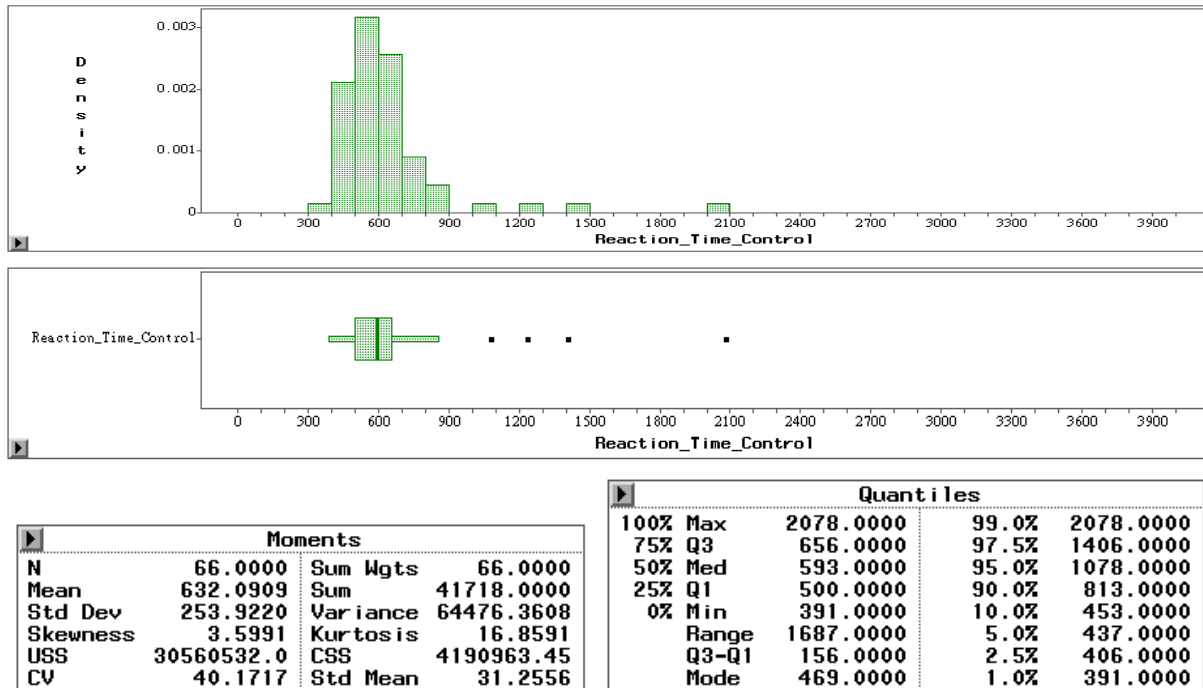 Density
0.003
0.002
0.001
0
0 300 600 900 1200 1500 1800 2100 2400 2700 3000 3300 3600 3900
Reaction_Time_Control
Reaction_Time_Control
0 300 600 900 1200 1500 1800 2100 2400 2700 3000 3300 3600 3900
Reaction_Time_Control
Moments
N 66.0000 Sum Wgts 66.0000
Mean 632.0909 Sum 41718.0000
Std Dev 253.9220 Variance 64476.3608
Skewness 3.5991 Kurtosis 16.8591
USS 30560532.0 CSS 4190963.45
CV 40.1717 Std Mean 31.2556
Quantiles
100% Max 2078.0000 99.0% 2078.0000
75% Q3 656.0000 97.5% 1406.0000
50% Med 593.0000 95.0% 1078.0000
25% Q1 500.0000 90.0% 813.0000
0% Min 391.0000 10.0% 453.0000
Range 1687.0000 5.0% 437.0000
Q3-Q1 156.0000 2.5% 406.0000
Mode 469.0000 1.0% 391.0000